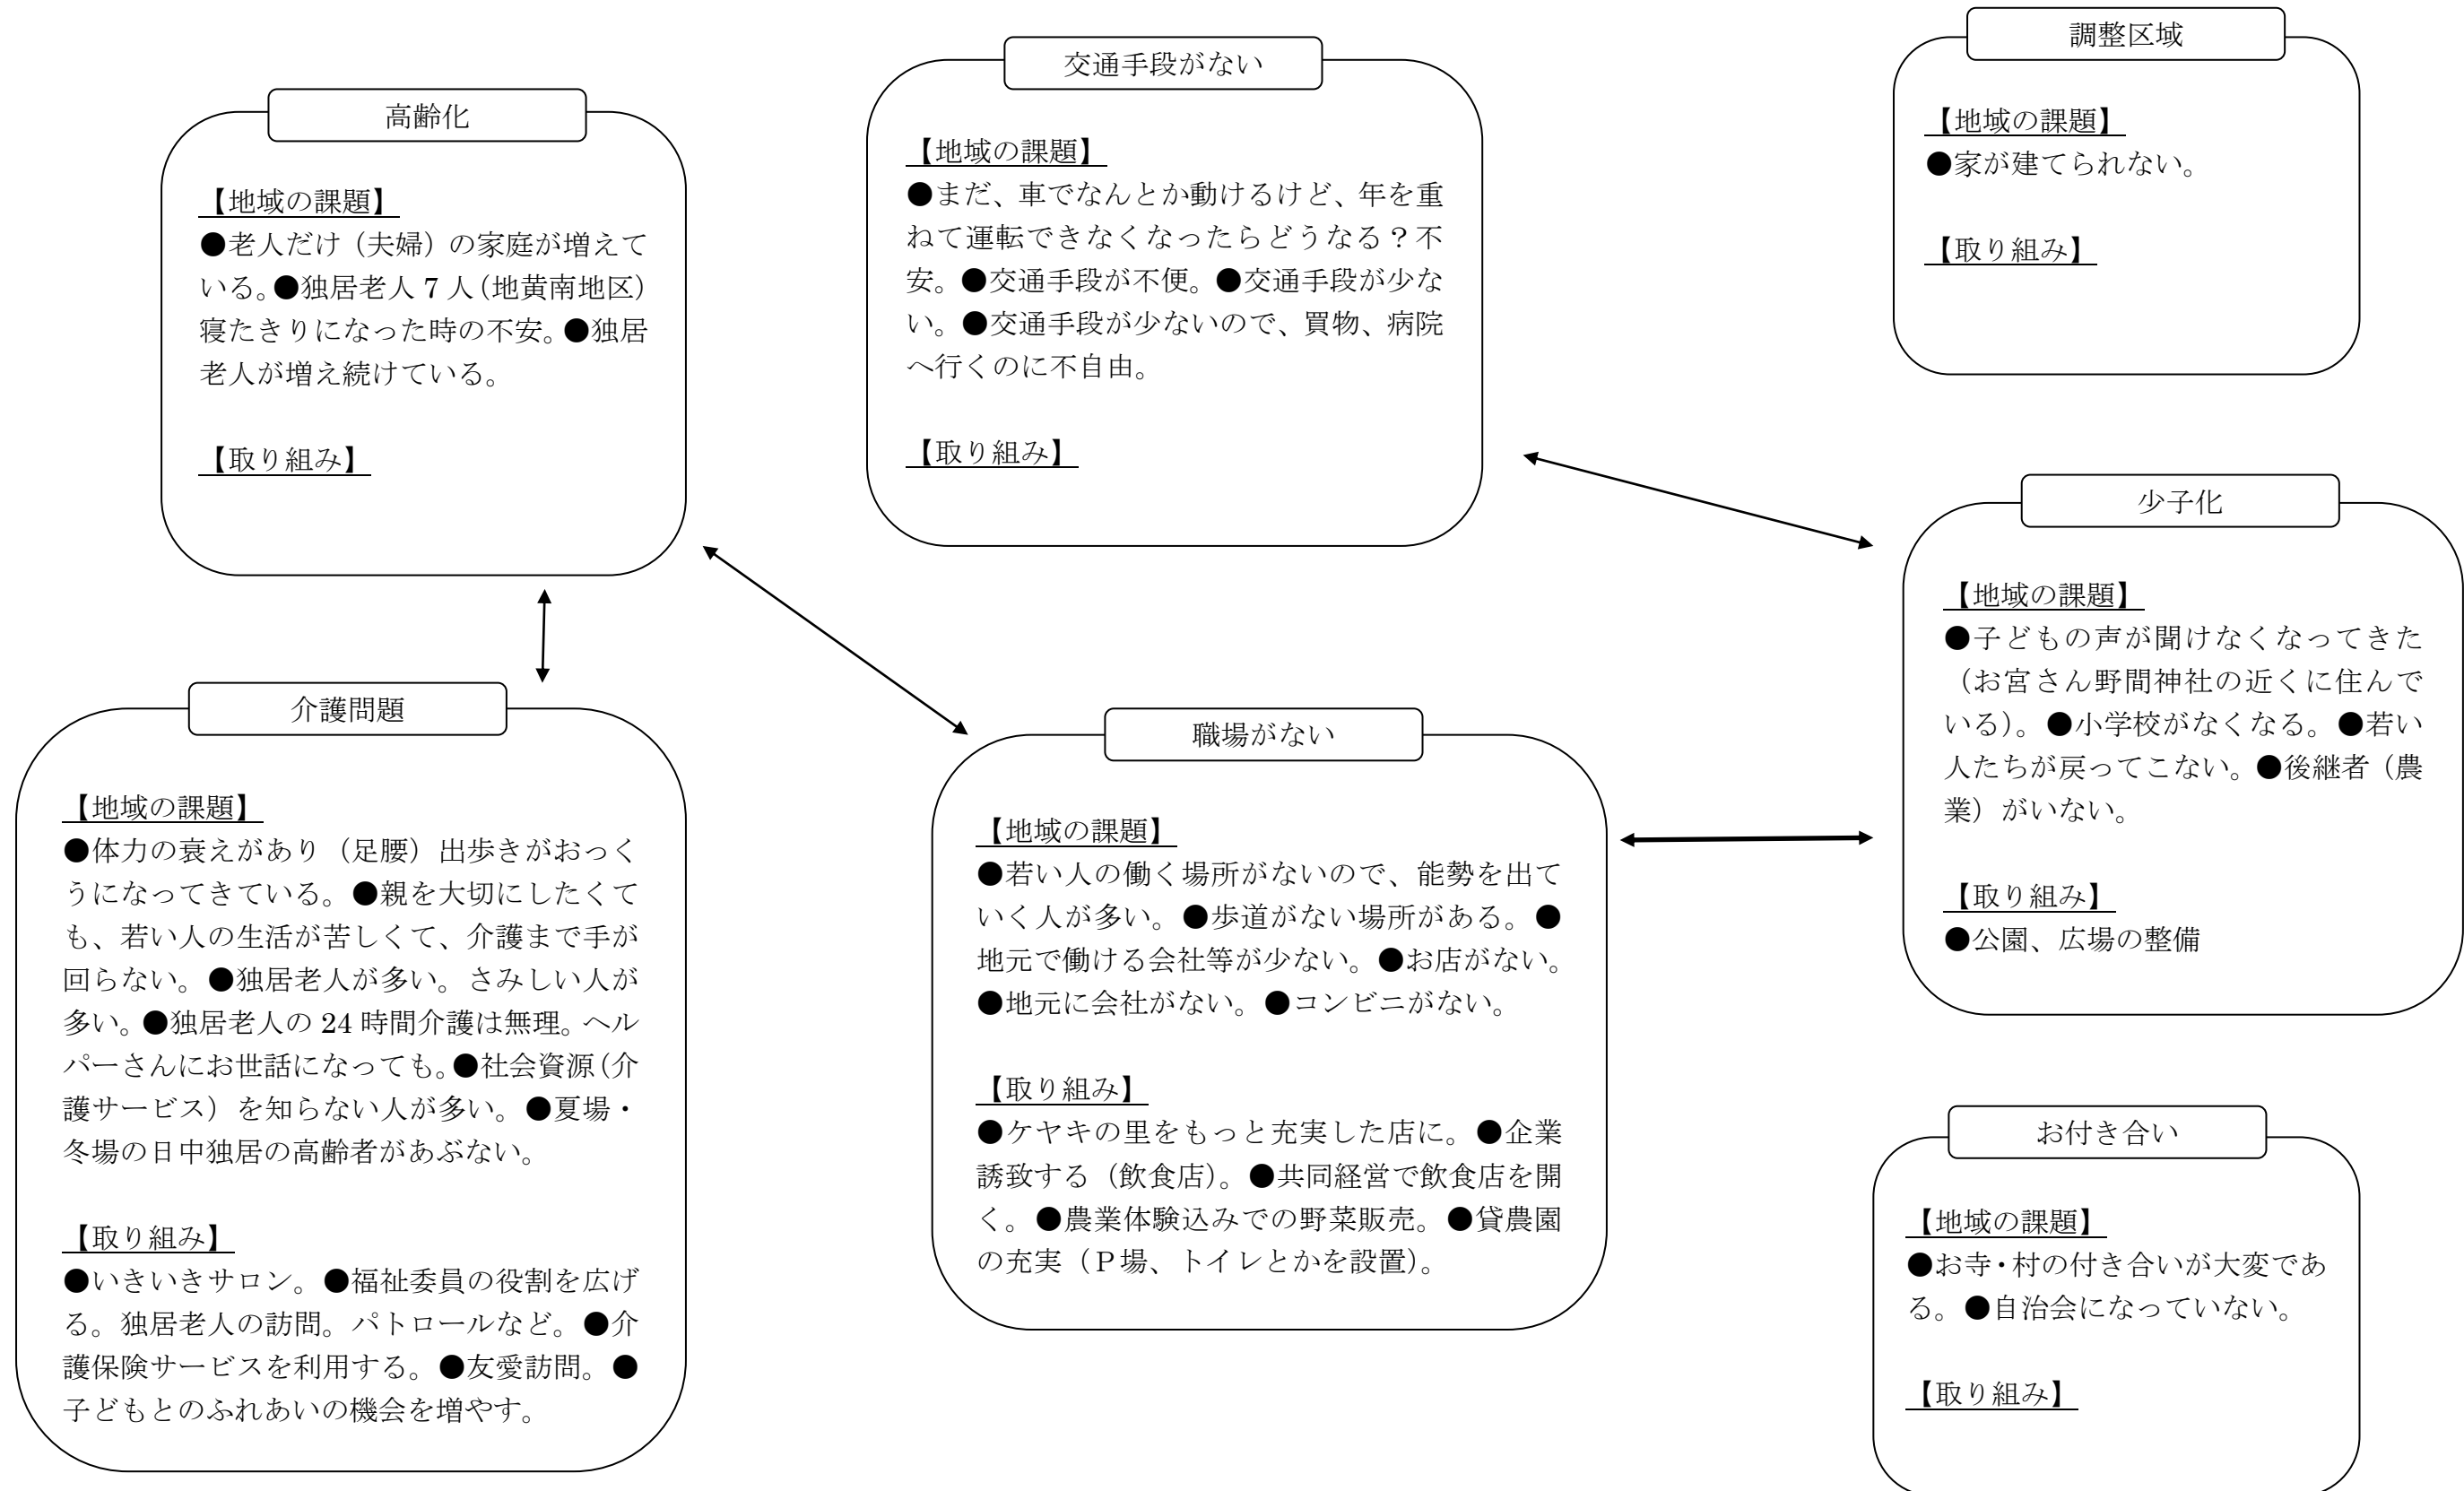 高齢化
【地域の課題】
●老人だけ（夫婦）の家庭が増えて
いる。●独居老人 7 人（地黄南地区）
寝たきりになった時の不安。●独居
老人が増え続けている。
【取り組み】
交通手段がない
【地域の課題】
●まだ、車でなんとか動けるけど、年を重
ねて運転できなくなったらどうなる？不
安。●交通手段が不便。●交通手段が少な
い。●交通手段が少ないので、買物、病院
へ行くのに不自由。
【取り組み】
調整区域
【地域の課題】
●家が建てられない。
【取り組み】
少子化
【地域の課題】
●子どもの声が聞けなくなってきた
（お宮さん野間神社の近くに住んで
いる）。●小学校がなくなる。●若い
人たちが戻ってこない。●後継者（農
業）がいない。
【取り組み】
●公園、広場の整備
介護問題
【地域の課題】
●体力の衰えがあり（足腰）出歩きがおっく
うになってきている。●親を大切にしたくて
も、若い人の生活が苦しくて、介護まで手が
回らない。●独居老人が多い。さみしい人が
多い。●独居老人の 24 時間介護は無理。ヘル
パーさんにお世話になっても。●社会資源（介
護サービス）を知らない人が多い。●夏場・
冬場の日中独居の高齢者があぶない。
【取り組み】
●いきいきサロン。●福祉委員の役割を広げ
る。独居老人の訪問。パトロールなど。●介
護保険サービスを利用する。●友愛訪問。●
子どもとのふれあいの機会を増やす。
職場がない
【地域の課題】
●若い人の働く場所がないので、能勢を出て
いく人が多い。●歩道がない場所がある。●
地元で働ける会社等が少ない。●お店がない。
●地元に会社がない。●コンビニがない。
【取り組み】
●ケヤキの里をもっと充実した店に。●企業
誘致する（飲食店）。●共同経営で飲食店を開
く。●農業体験込みでの野菜販売。●貸農園
の充実（Ｐ場、トイレとかを設置）。
お付き合い
【地域の課題】
●お寺・村の付き合いが大変であ
る。●自治会になっていない。
【取り組み】